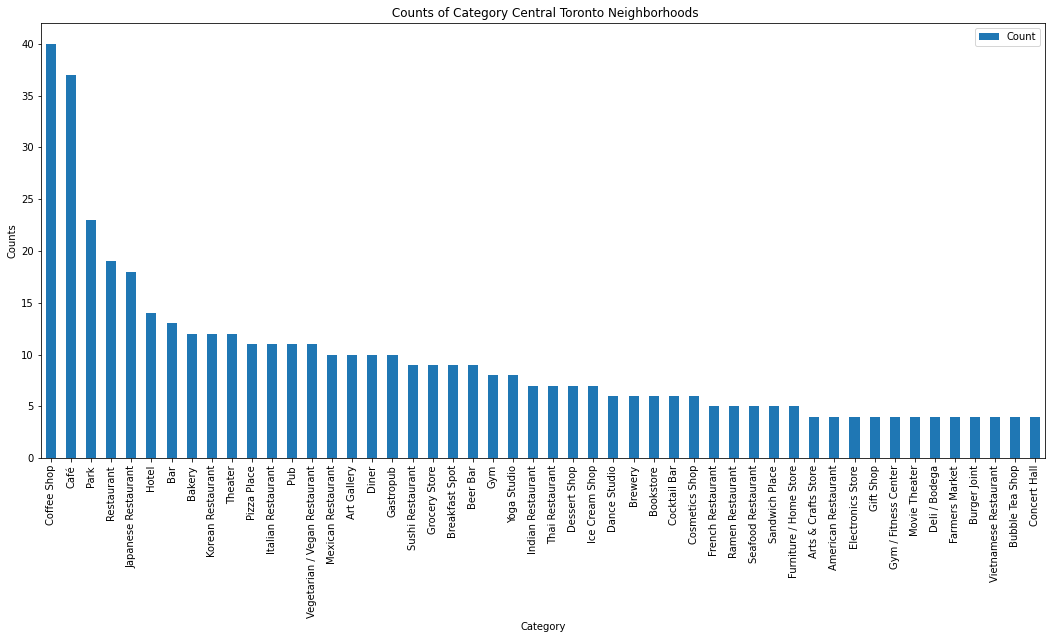 Counts of Category Central Toronto Neighborhoods
Count
Counts
40
35
30
25
20
15
10
5
0
Coffee Shop
Café
Park
Restaurant
Japanese Restaurant
Hotel
Bar
Bakery
Korean Restaurant
Theater
Pizza Place
Italian Restaurant
Pub
Vegetarian / Vegan Restaurant
Mexican Restaurant
Art Gallery
Diner
Gastropub
Sushi Restaurant
Grocery Store
Breakfast Spot
Beer Bar
Gym
Yoga Studio
Indian Restaurant
Thai Restaurant
Dessert Shop
Ice Cream Shop
Dance Studio
Brewery
Bookstore
Cocktail Bar
Cosmetics Shop
French Restaurant
Ramen Restaurant
Seafood Restaurant
Sandwich Place
Furniture / Home Store
Arts & Crafts Store
American Restaurant
Electronics Store
Gift Shop
Gym / Fitness Center
Movie Theater
Deli / Bodega
Farmers Market
Burger Joint
Vietnamese Restaurant
Bubble Tea Shop
Concert Hall
Category